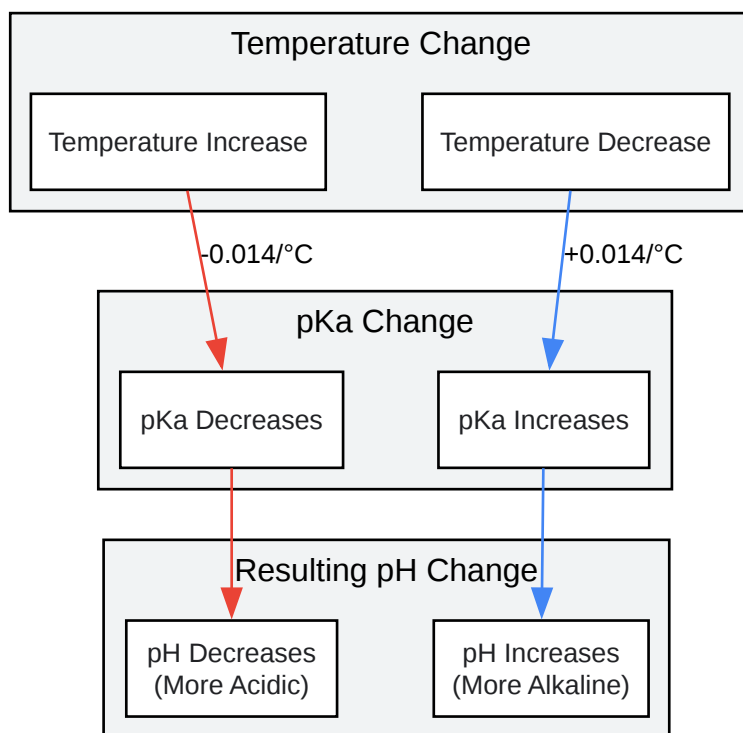 Temperature Change
Temperature Increase
Temperature Decrease
-0.014/°C
+0.014/°C
pKa Change
pKa Decreases
pKa Increases
Resulting pH Change
pH Decreases
(More Acidic)
pH Increases
(More Alkaline)